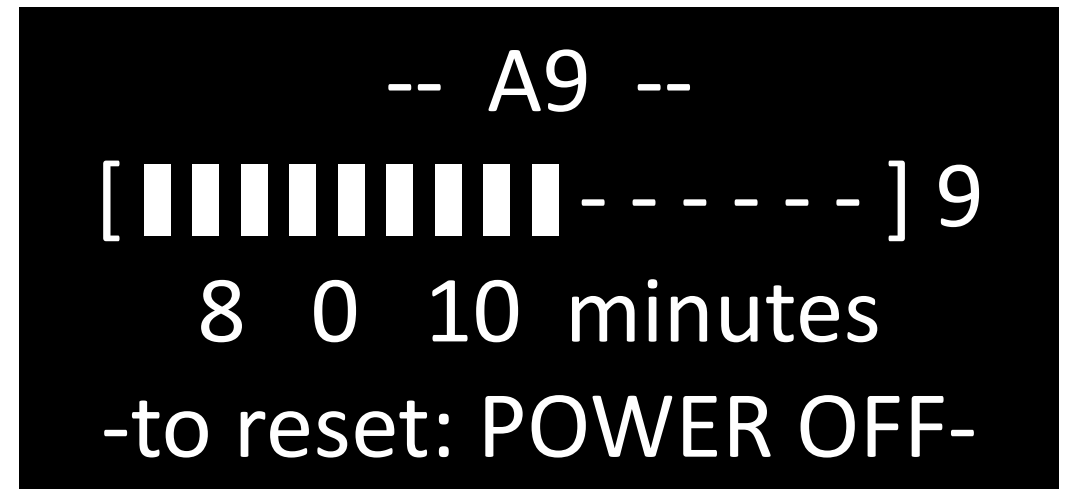 -- A9 --
[▮▮▮▮▮▮▮▮▮------] 9
8 0 10 minutes
-to reset: POWER OFF-